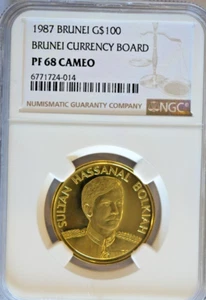 1987 BRUNEI G$100
BRUNEI CURRENCY BOARD
PF 68 CAMEO
6771724-014
NUMISMATIC GUARANTY COMPANY
NGC
SULTAN HASSANAL BOLKIAH